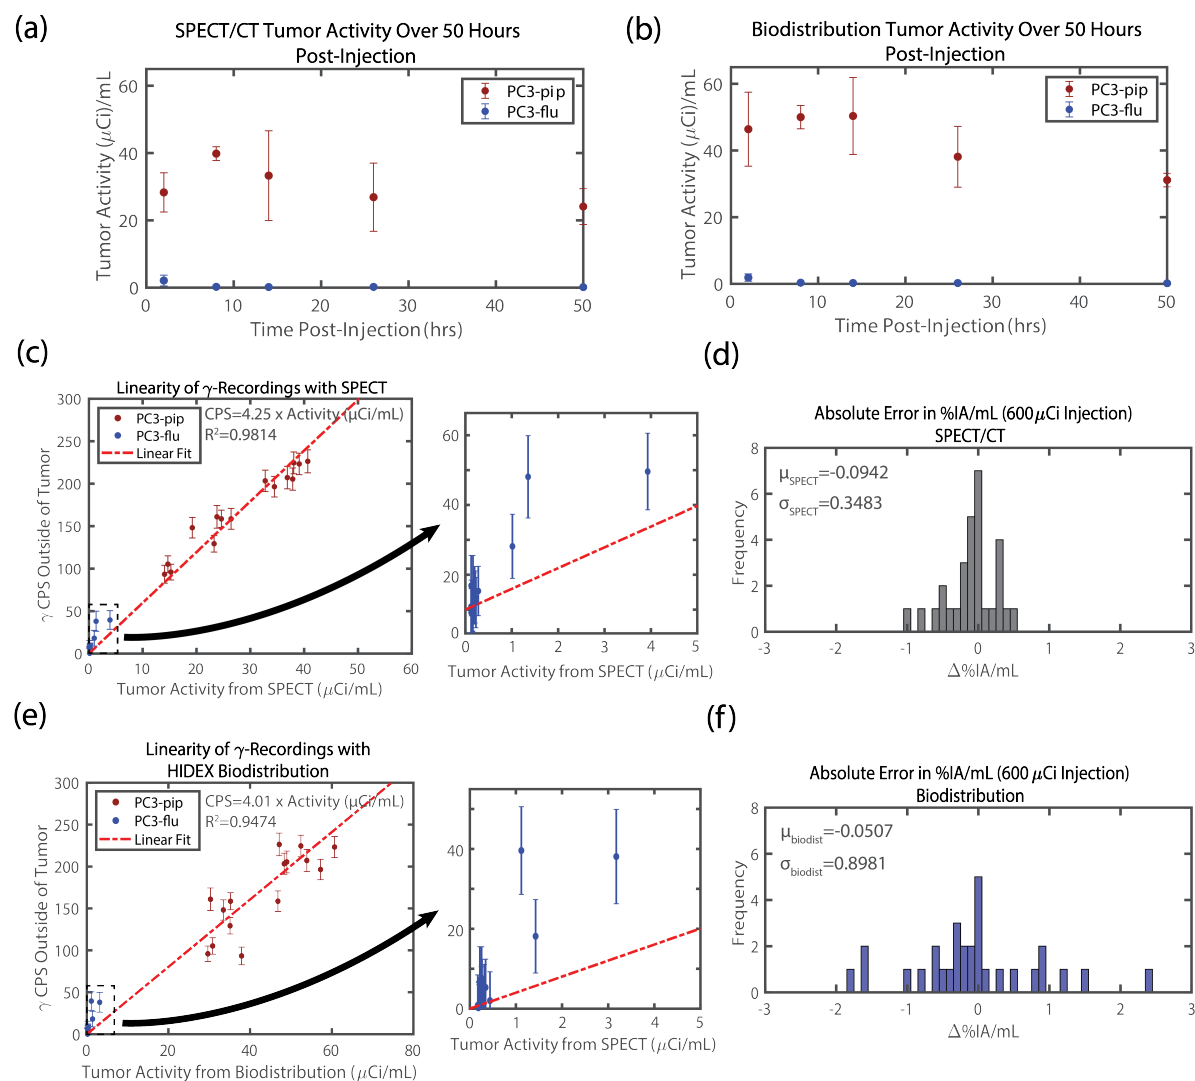 (a)
SPECT/CT Tumor Activity Over 50 Hours
Post-Injection
Tumor Activity (μCi)/mL
60
40
20
0
PC3-pip
PC3-flu
0 10 20 30 40 50
Time Post-Injection (hrs)
(b)
Biodistribution Tumor Activity Over 50 Hours
Post-Injection
Tumor Activity (μCi)/mL
60
40
20
0
PC3-pip
PC3-flu
0 10 20 30 40 50
Time Post-Injection (hrs)
(c)
Linearity of γ-Recordings with SPECT
γ CPS Outside of Tumor
300
250
200
150
100
50
0
PC3-pip
PC3-flu
Linear Fit
CPS=4.25 x Activity (μCi/mL)
R²=0.9814
0 10 20 30 40 50 60
Tumor Activity from SPECT (μCi/mL)
60
40
20
10
0
0 1 2 3 4 5
Tumor Activity from SPECT (μCi/mL)
(d)
Absolute Error in %IA/mL (600 μCi Injection)
SPECT/CT
Frequency
8
6
4
2
0
μSPECT=-0.0942
σSPECT=0.3483
-3 -2 -1 0 1 2 3
Δ%IA/mL
(e)
Linearity of γ-Recordings with
HIDEX Biodistribution
γ CPS Outside of Tumor
300
250
200
150
100
50
0
PC3-pip
PC3-flu
Linear Fit
CPS=4.01 x Activity (μCi/mL)
R²=0.9474
0 20 40 60 80
Tumor Activity from Biodistribution (μCi/mL)
40
20
0
0 1 2 3 4 5
Tumor Activity from SPECT (μCi/mL)
(f)
Absolute Error in %IA/mL (600 μCi Injection)
Biodistribution
Frequency
8
6
4
2
0
μbiodist=-0.0507
σbiodist=0.8981
-3 -2 -1 0 1 2 3
Δ%IA/mL